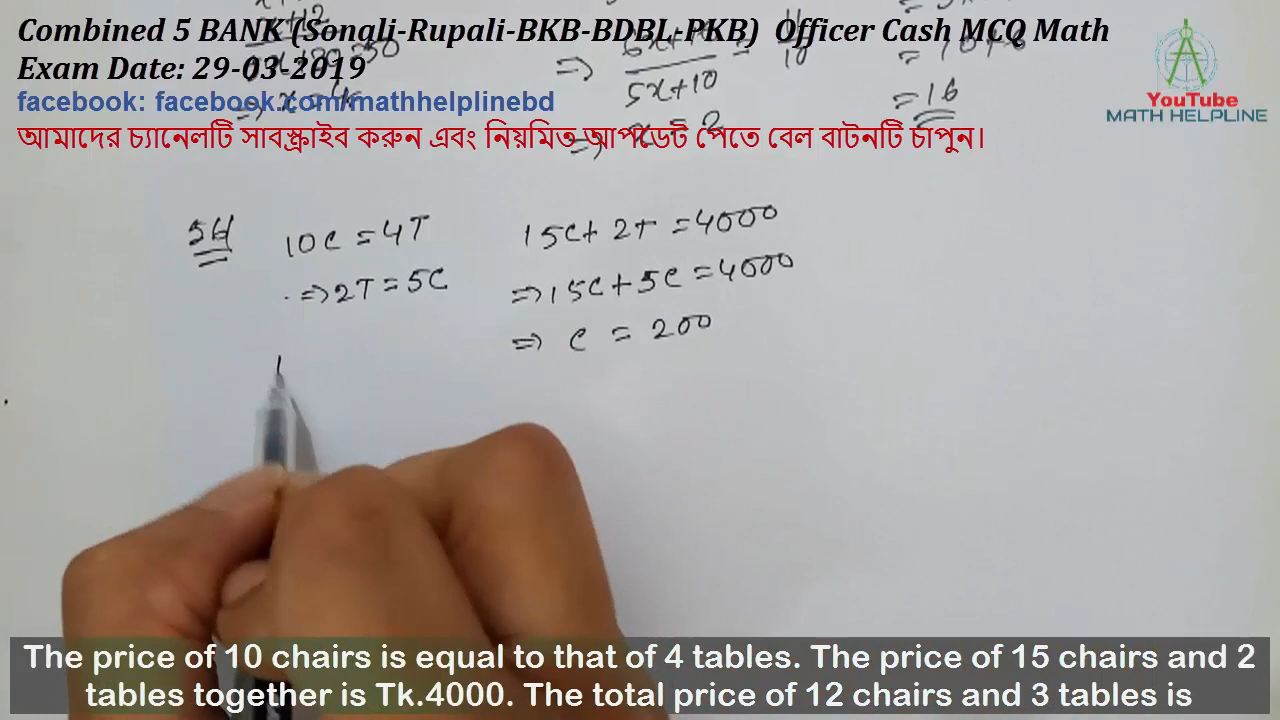 Combined 5 BANK (Sonali-Rupali-BKB-BDBL-PKB) Officer Cash MCQ Math
Exam Date: 29-03-2019
facebook: facebook.com/mathhelplinebd
আমাদের চ্যানেলটি সাবস্ক্রাইব করুন এবং নিয়মিত আপডেট পেতে বেল বাটনটি চাপুন।
YouTube
MATH HELPLINE
5x+10
⇒ x = 2
= 16
54
10C = 4T
⇒ 2T = 5C
15C + 2T = 4000
⇒ 15C + 5C = 4000
⇒ C = 200
The price of 10 chairs is equal to that of 4 tables. The price of 15 chairs and 2
tables together is Tk.4000. The total price of 12 chairs and 3 tables is